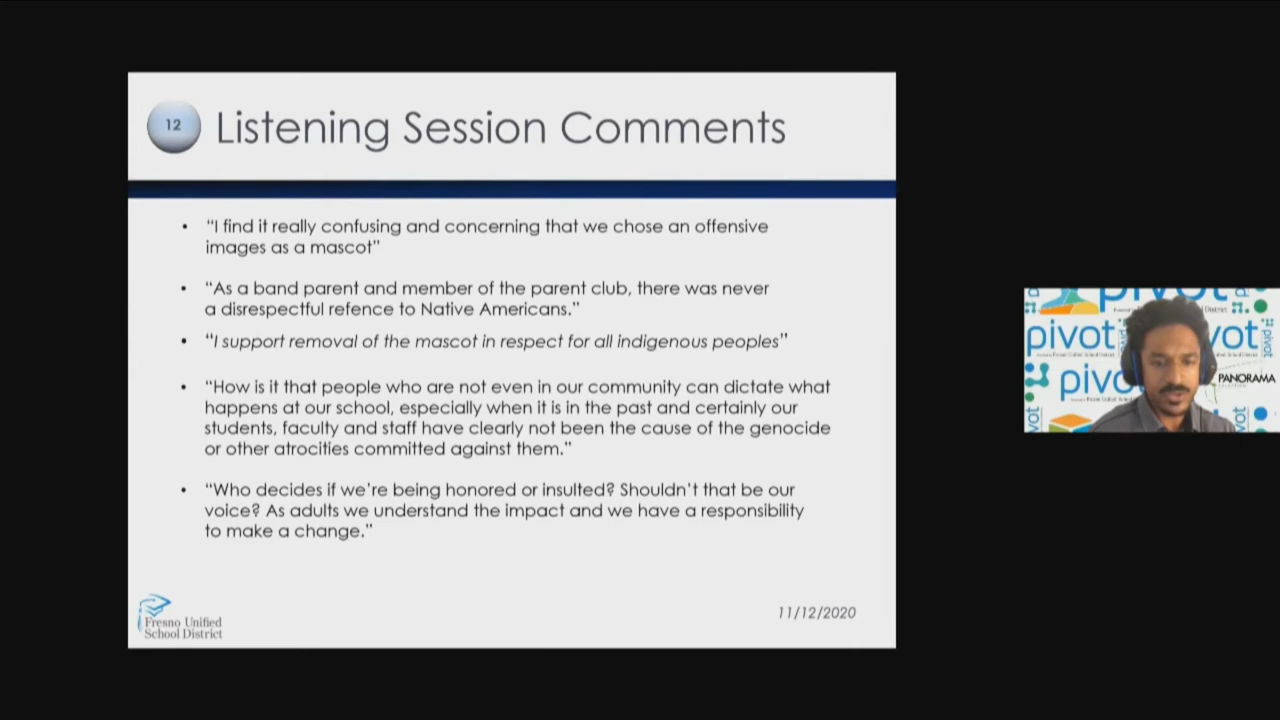 12
Listening Session Comments
• “I find it really confusing and concerning that we chose an offensive
images as a mascot”
• “As a band parent and member of the parent club, there was never
a disrespectful refence to Native Americans.”
• “I support removal of the mascot in respect for all indigenous peoples”
• “How is it that people who are not even in our community can dictate what
happens at our school, especially when it is in the past and certainly our
students, faculty and staff have clearly not been the cause of the genocide
or other atrocities committed against them.”
• “Who decides if we’re being honored or insulted? Shouldn’t that be our
voice? As adults we understand the impact and we have a responsibility
to make a change.”
Fresno Unified
School District
11/12/2020
pivot
District
pivot
vot
pivot
pivo
PANORAMA
pivot